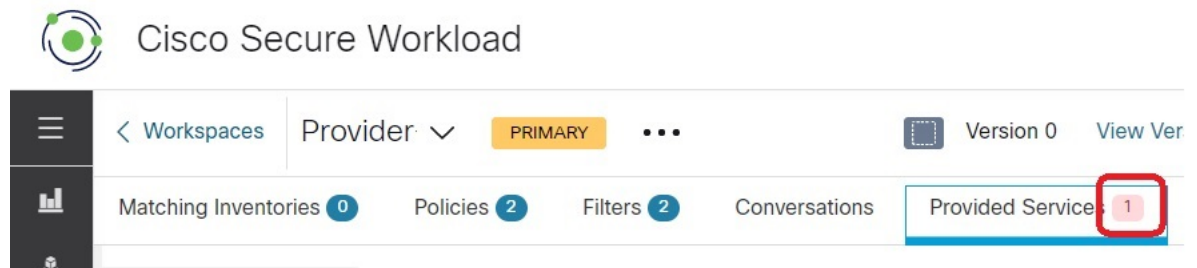 Cisco Secure Workload
Workspaces Provider PRIMARY Version 0 View Ver
Matching Inventories 0 Policies 2 Filters 2 Conversations Provided Services 1